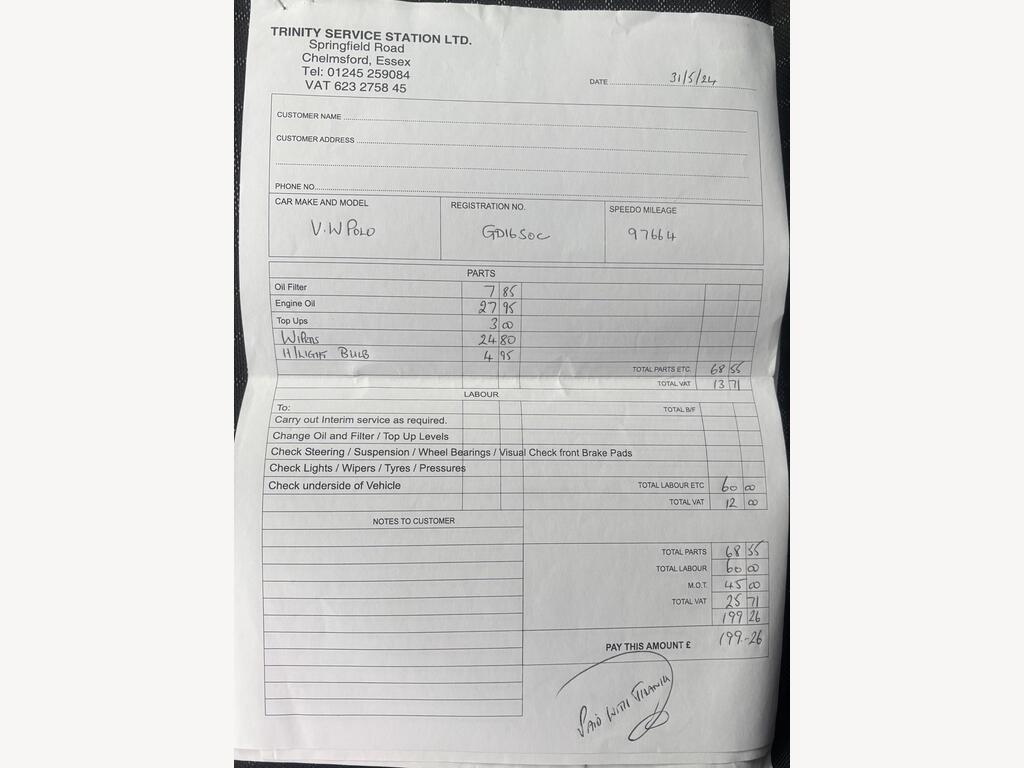 TRINITY SERVICE STATION LTD.
Springfield Road
Chelmsford, Essex
Tel: 01245 259084
VAT 623 2758 45
DATE 31/5/24
CUSTOMER NAME
CUSTOMER ADDRESS
PHONE NO.
CAR MAKE AND MODEL REGISTRATION NO. SPEEDO MILEAGE
V.W POLO GD16SOC 97664
PARTS
Oil Filter 7 85
Engine Oil 27 95
Top Ups 3 00
WIPERS 24 80
H/LIGHT BULB 4 95
TOTAL PARTS ETC. 68 55
TOTAL VAT 13 71
LABOUR
To: TOTAL B/F
Carry out Interim service as required.
Change Oil and Filter / Top Up Levels
Check Steering / Suspension / Wheel Bearings / Visual Check front Brake Pads
Check Lights / Wipers / Tyres / Pressures
Check underside of Vehicle TOTAL LABOUR ETC 60 00
TOTAL VAT 12 00
NOTES TO CUSTOMER
TOTAL PARTS 68 55
TOTAL LABOUR 60 00
M.O.T. 45 00
TOTAL VAT 25 71
199 26
PAY THIS AMOUNT £ 199-26
PAID WITH